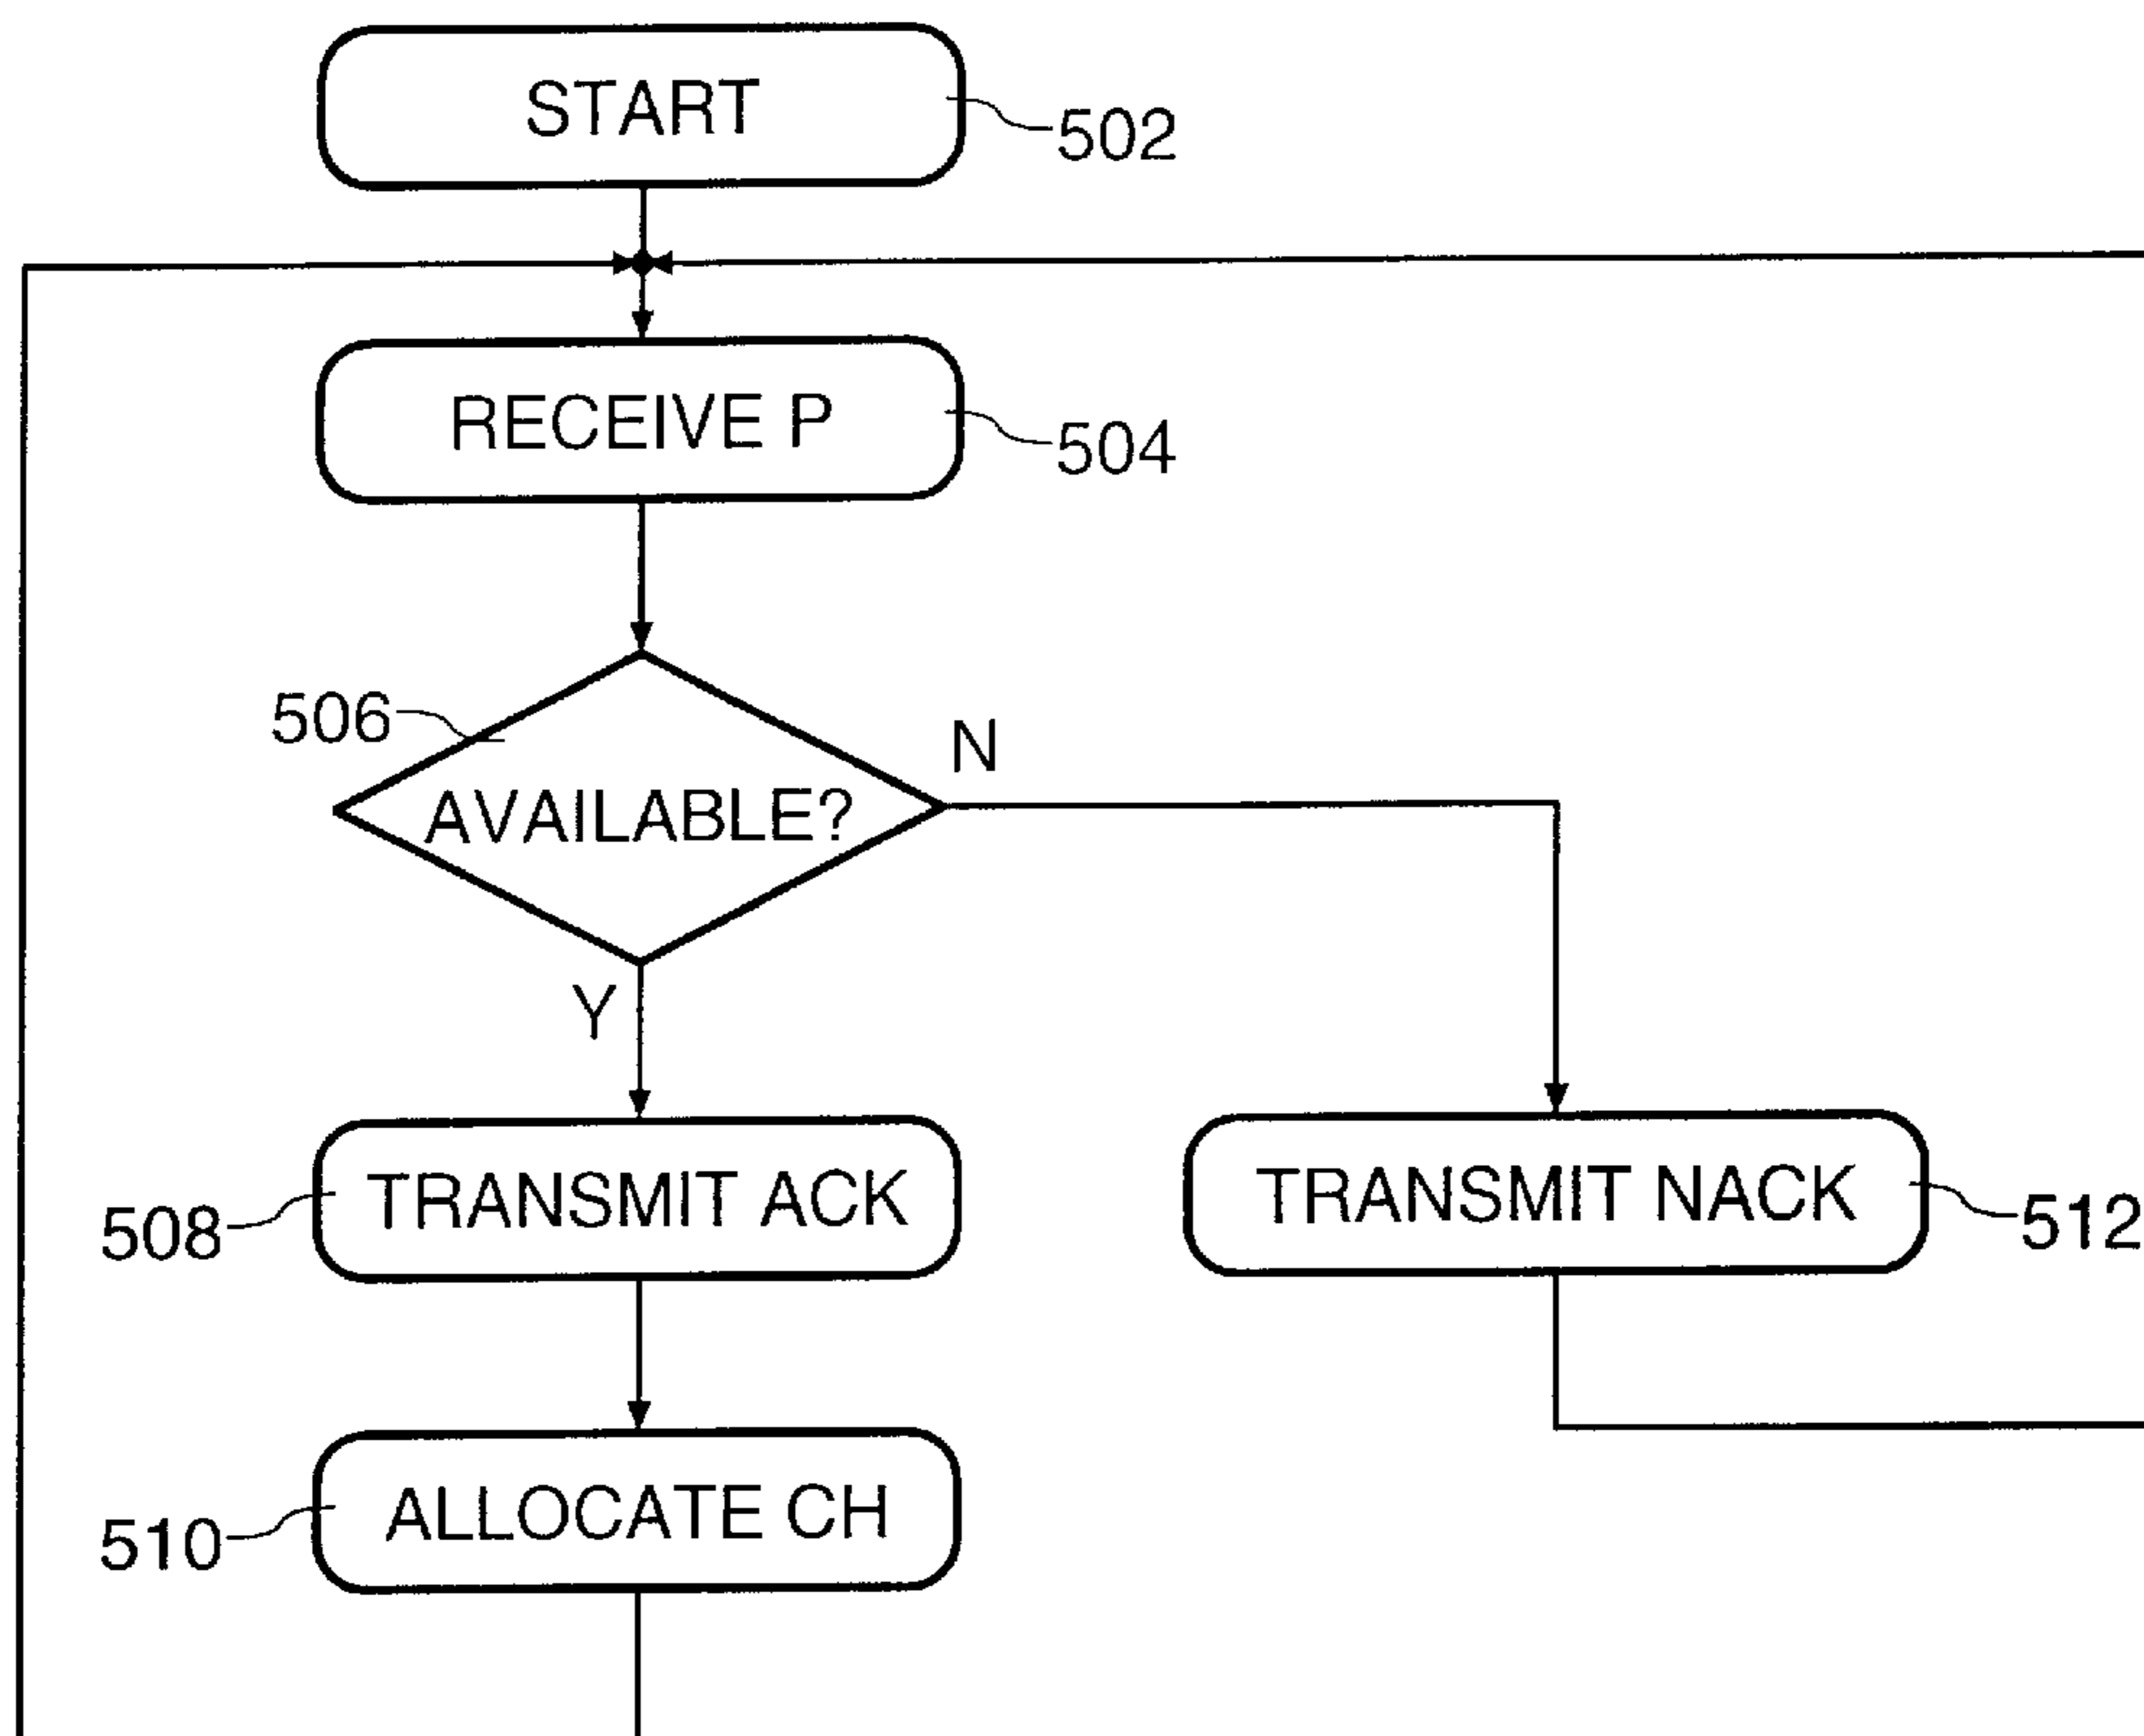 START
502
RECEIVE P
504
506
N
AVAILABLE?
Y
TRANSMIT ACK
508
TRANSMIT NACK
512
ALLOCATE CH
510